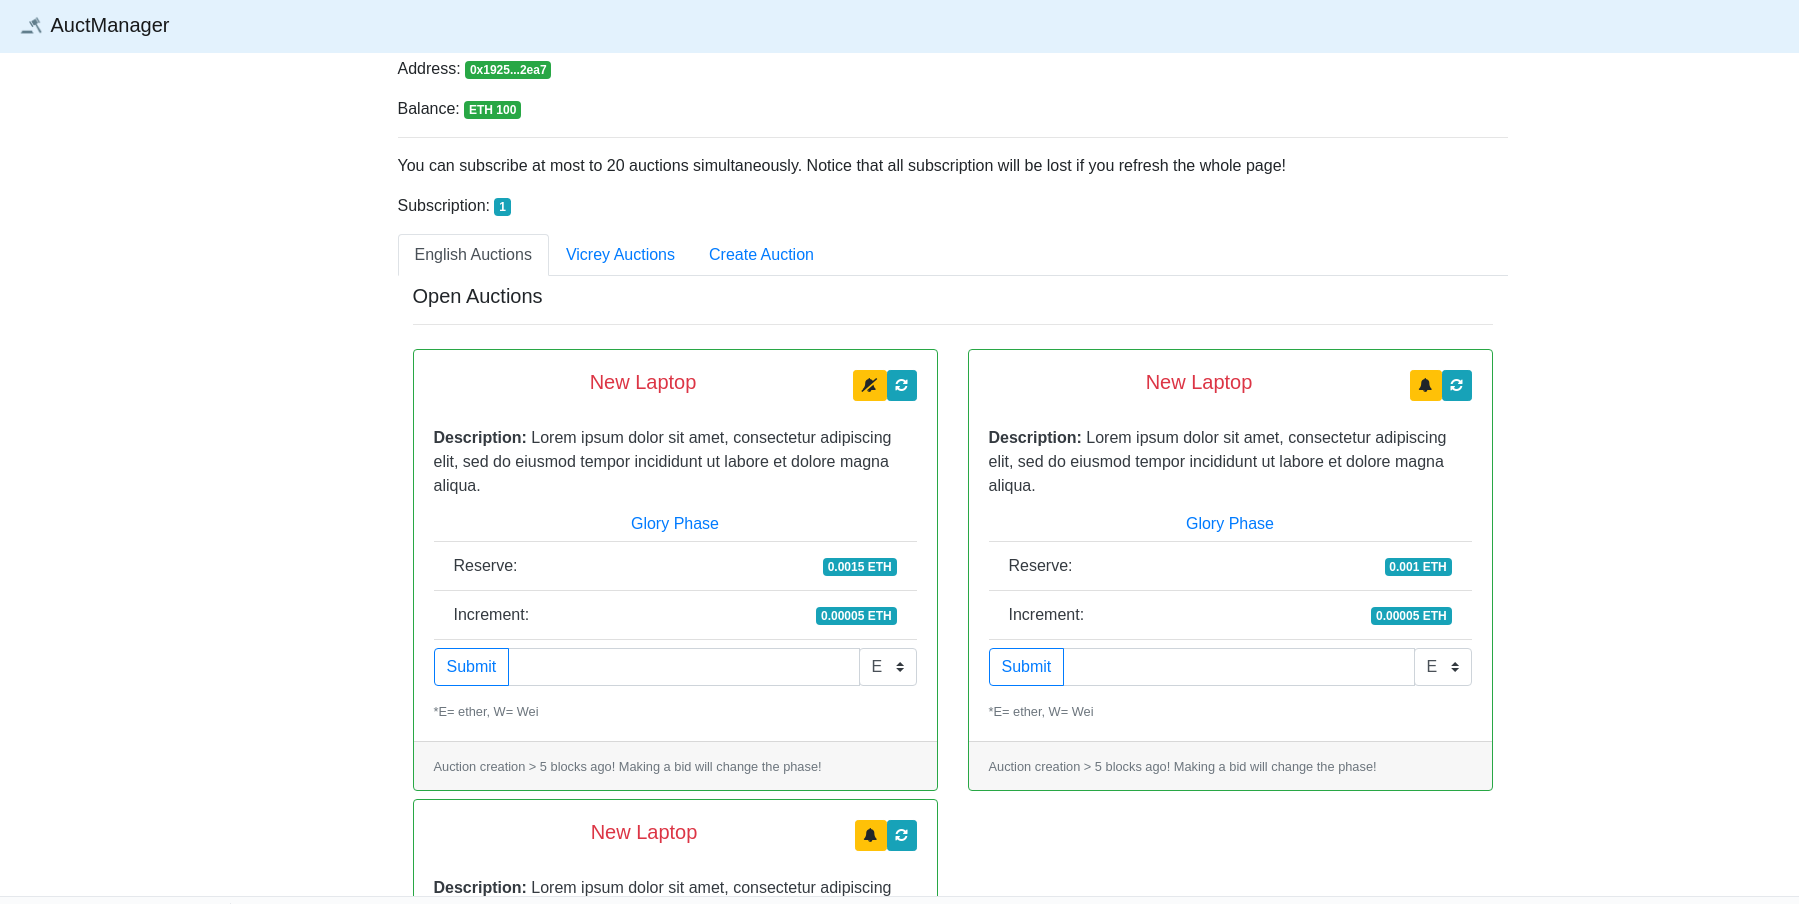 AuctManager
Address: 0x1925...2ea7
Balance: ETH 100
You can subscribe at most to 20 auctions simultaneously. Notice that all subscription will be lost if you refresh the whole page!
Subscription: 1
English Auctions Vicrey Auctions Create Auction
Open Auctions
New Laptop
Description: Lorem ipsum dolor sit amet, consectetur adipiscing
elit, sed do eiusmod tempor incididunt ut labore et dolore magna
aliqua.
Glory Phase
Reserve: 0.0015 ETH
Increment: 0.00005 ETH
Submit E
*E= ether, W= Wei
Auction creation > 5 blocks ago! Making a bid will change the phase!
New Laptop
Description: Lorem ipsum dolor sit amet, consectetur adipiscing
elit, sed do eiusmod tempor incididunt ut labore et dolore magna
aliqua.
Glory Phase
Reserve: 0.001 ETH
Increment: 0.00005 ETH
Submit E
*E= ether, W= Wei
Auction creation > 5 blocks ago! Making a bid will change the phase!
New Laptop
Description: Lorem ipsum dolor sit amet, consectetur adipiscing